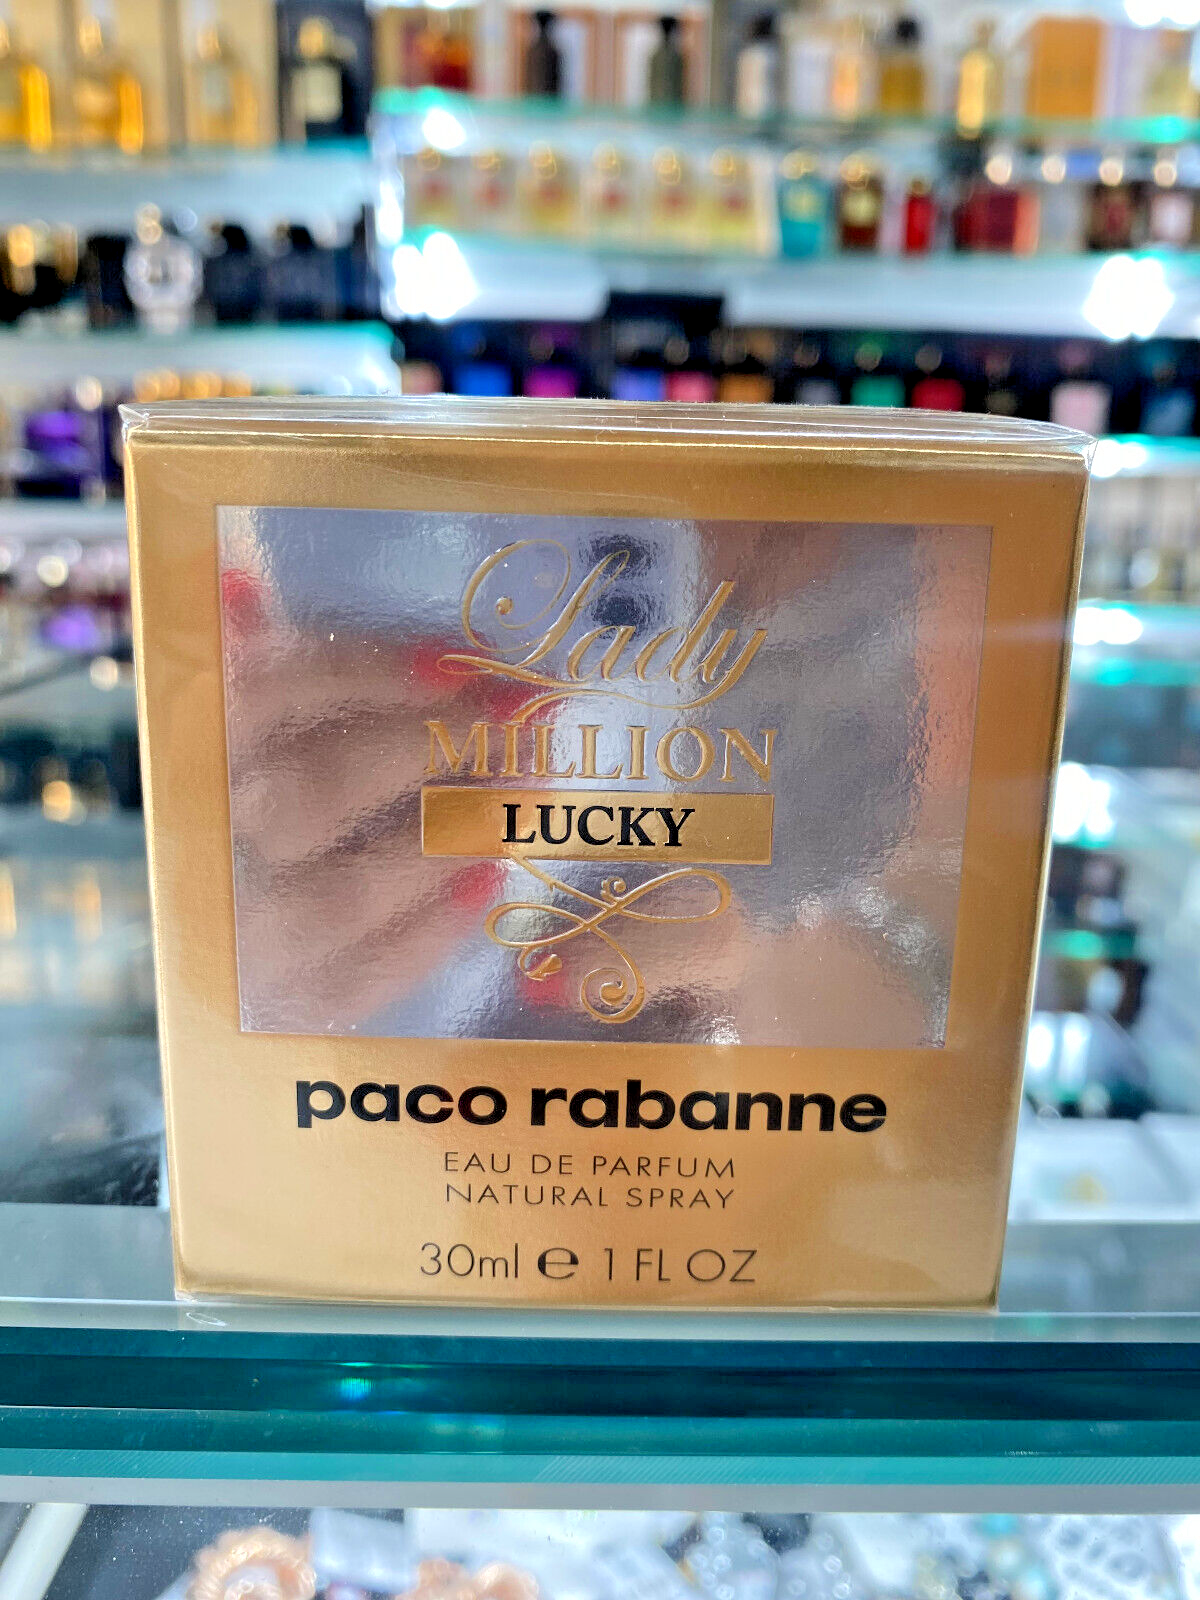 Lady
MILLION
LUCKY
paco rabanne
EAU DE PARFUM
NATURAL SPRAY
30ml ℮ 1 FL OZ